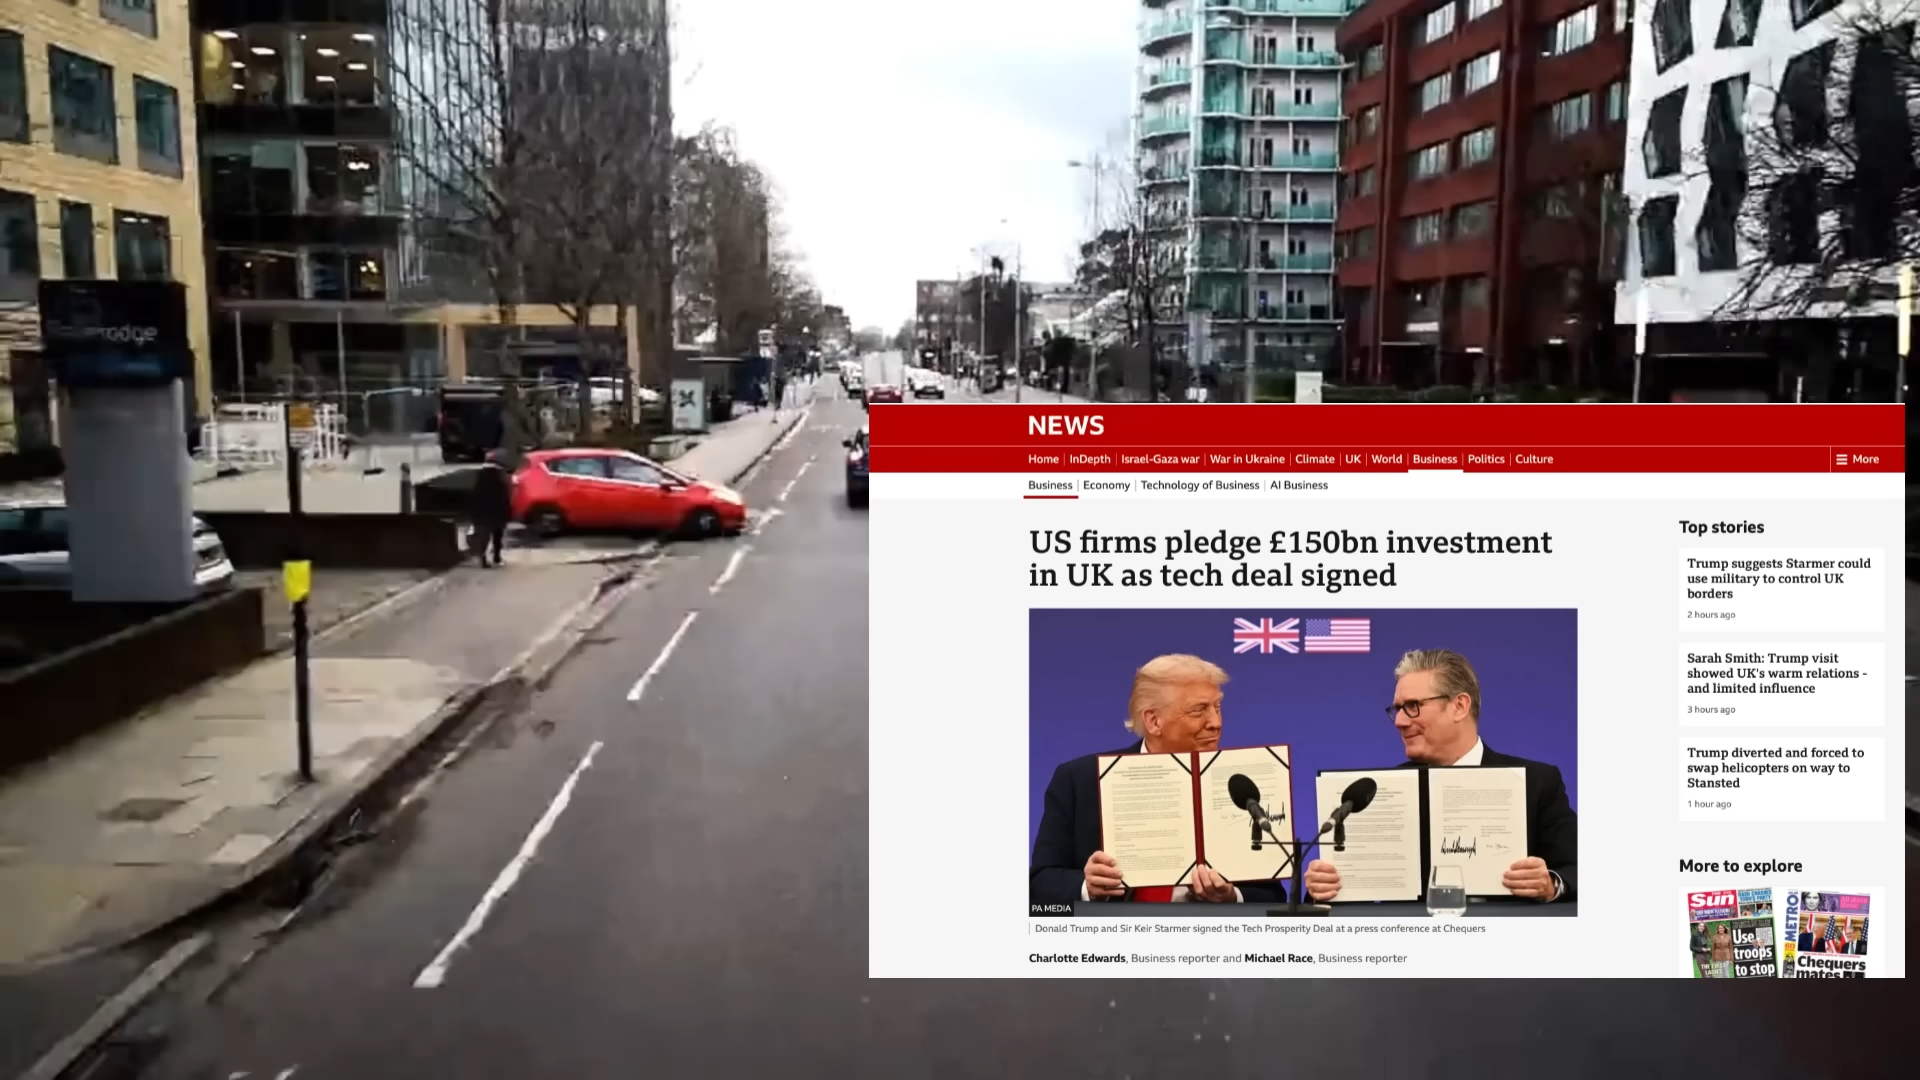 NEWS
Home InDepth Israel-Gaza war War in Ukraine Climate UK World Business Politics Culture More
Business Economy Technology of Business AI Business
US firms pledge £150bn investment
in UK as tech deal signed
PA MEDIA
Donald Trump and Sir Keir Starmer signed the Tech Prosperity Deal at a press conference at Chequers
Charlotte Edwards, Business reporter and Michael Race, Business reporter
Top stories
Trump suggests Starmer could
use military to control UK
borders
2 hours ago
Sarah Smith: Trump visit
showed UK's warm relations -
and limited influence
3 hours ago
Trump diverted and forced to
swap helicopters on way to
Stansted
1 hour ago
More to explore
Sun
Use
troops
to stop
METRO
Chequers
mates